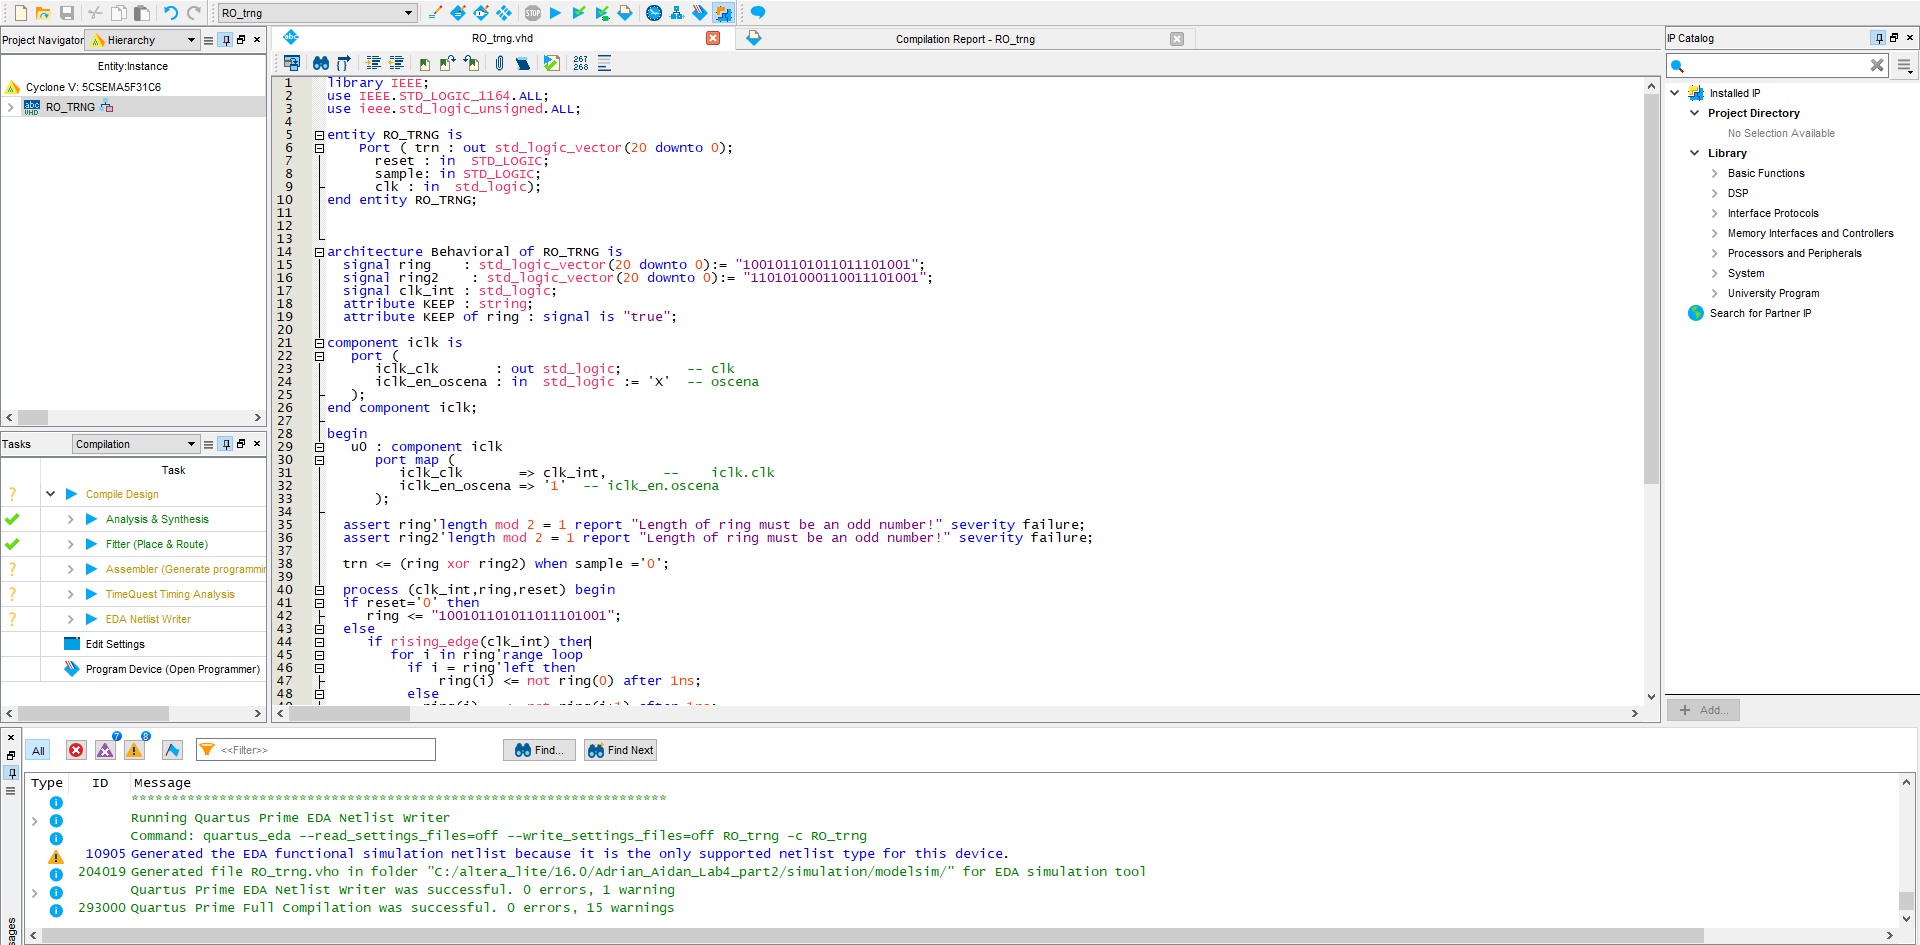 RO_trng
Project Navigator Hierarchy
Entity:Instance
Cyclone V: 5CSEMA5F31C6
abc VHD RO_TRNG
Tasks Compilation
Task
? Compile Design
Analysis & Synthesis
Fitter (Place & Route)
? Assembler (Generate programmin
? TimeQuest Timing Analysis
? EDA Netlist Writer
Edit Settings
Program Device (Open Programmer)
abc RO_trng.vhd
Compilation Report - RO_trng
267 268
1 library IEEE;
2 use IEEE.STD_LOGIC_1164.ALL;
3 use ieee.std_logic_unsigned.ALL;
4
5 entity RO_TRNG is
6 Port ( trn : out std_logic_vector(20 downto 0);
7 reset : in STD_LOGIC;
8 sample: in STD_LOGIC;
9 clk : in std_logic);
10 end entity RO_TRNG;
11
12
13
14 architecture Behavioral of RO_TRNG is
15 signal ring : std_logic_vector(20 downto 0):= "100101101011011101001";
16 signal ring2 : std_logic_vector(20 downto 0):= "110101000110011101001";
17 signal clk_int : std_logic;
18 attribute KEEP : string;
19 attribute KEEP of ring : signal is "true";
20
21 component iclk is
22 port (
23 iclk_clk : out std_logic; -- clk
24 iclk_en_oscena : in std_logic := 'X' -- oscena
25 );
26 end component iclk;
27
28 begin
29 u0 : component iclk
30 port map (
31 iclk_clk => clk_int, -- iclk.clk
32 iclk_en_oscena => '1' -- iclk_en.oscena
33 );
34
35 assert ring'length mod 2 = 1 report "Length of ring must be an odd number!" severity failure;
36 assert ring2'length mod 2 = 1 report "Length of ring must be an odd number!" severity failure;
37
38 trn <= (ring xor ring2) when sample ='0';
39
40 process (clk_int,ring,reset) begin
41 if reset='0' then
42 ring <= "100101101011011101001";
43 else
44 if rising_edge(clk_int) then
45 for i in ring'range loop
46 if i = ring'left then
47 ring(i) <= not ring(0) after 1ns;
48 else
IP Catalog
Installed IP
Project Directory
No Selection Available
Library
Basic Functions
DSP
Interface Protocols
Memory Interfaces and Controllers
Processors and Peripherals
System
University Program
Search for Partner IP
+ Add...
All 7 8 <<Filter>> Find... Find Next
Type ID Message
*******************************************************************
Running Quartus Prime EDA Netlist Writer
Command: quartus_eda --read_settings_files=off --write_settings_files=off RO_trng -c RO_trng
10905 Generated the EDA functional simulation netlist because it is the only supported netlist type for this device.
204019 Generated file RO_trng.vho in folder "C:/altera_lite/16.0/Adrian_Aidan_Lab4_part2/simulation/modelsim/" for EDA simulation tool
Quartus Prime EDA Netlist Writer was successful. 0 errors, 1 warning
293000 Quartus Prime Full Compilation was successful. 0 errors, 15 warnings